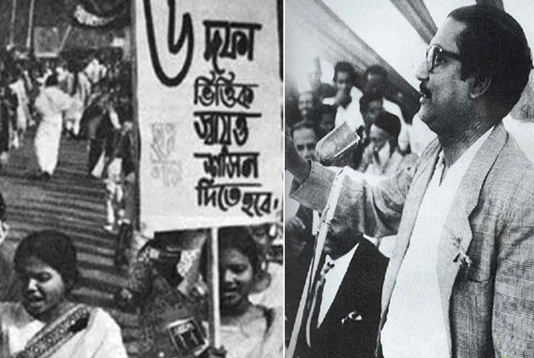 ৬ দফা
ভিত্তিক
স্বায়ত্ত
শাসন
দিতে হবে।